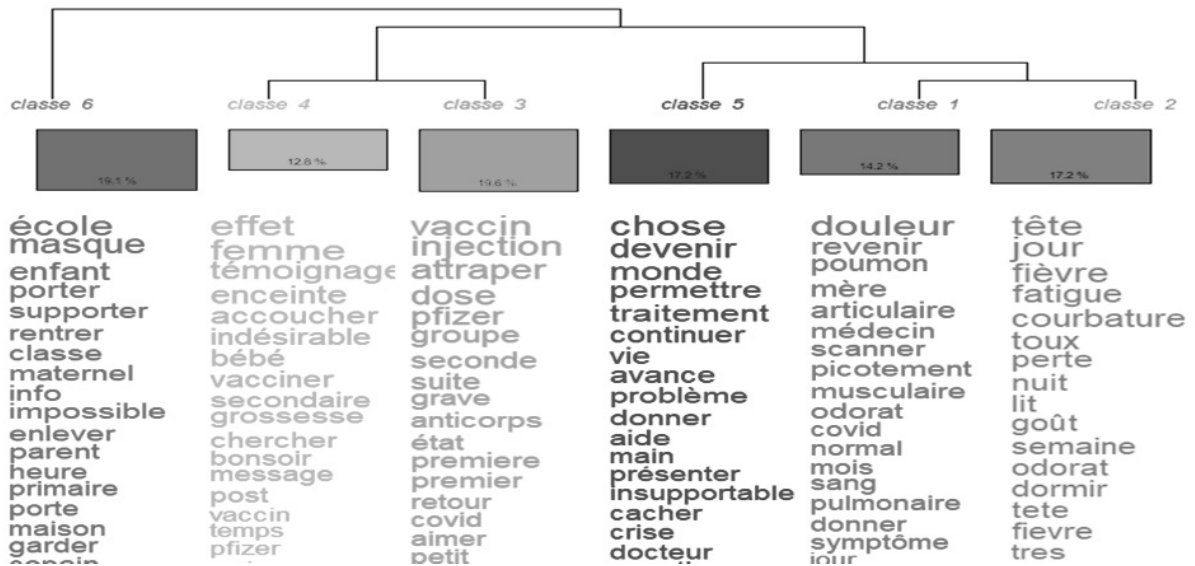 classe 6
classe 4
classe 3
classe 5
classe 1
classe 2
19.1 %
12.8 %
19.6 %
17.2 %
14.2 %
17.2 %
école
masque
enfant
porter
supporter
rentrer
classe
maternel
info
impossible
enlever
parent
heure
primaire
porte
maison
garder
copain
effet
femme
témoignage
enceinte
accoucher
indésirable
bébé
vacciner
secondaire
grossesse
chercher
bonsoir
message
post
vaccin
temps
pfizer
vaccin
injection
attraper
dose
pfizer
groupe
seconde
suite
grave
anticorps
état
premiere
premier
retour
covid
aimer
petit
chose
devenir
monde
permettre
traitement
continuer
vie
avance
problème
donner
aide
main
présenter
insupportable
cacher
crise
docteur
douleur
revenir
poumon
mère
articulaire
médecin
scanner
picotement
musculaire
odorat
covid
normal
mois
sang
pulmonaire
donner
symptôme
jour
tête
jour
fièvre
fatigue
courbature
toux
perte
nuit
lit
goût
semaine
odorat
dormir
tete
fievre
tres